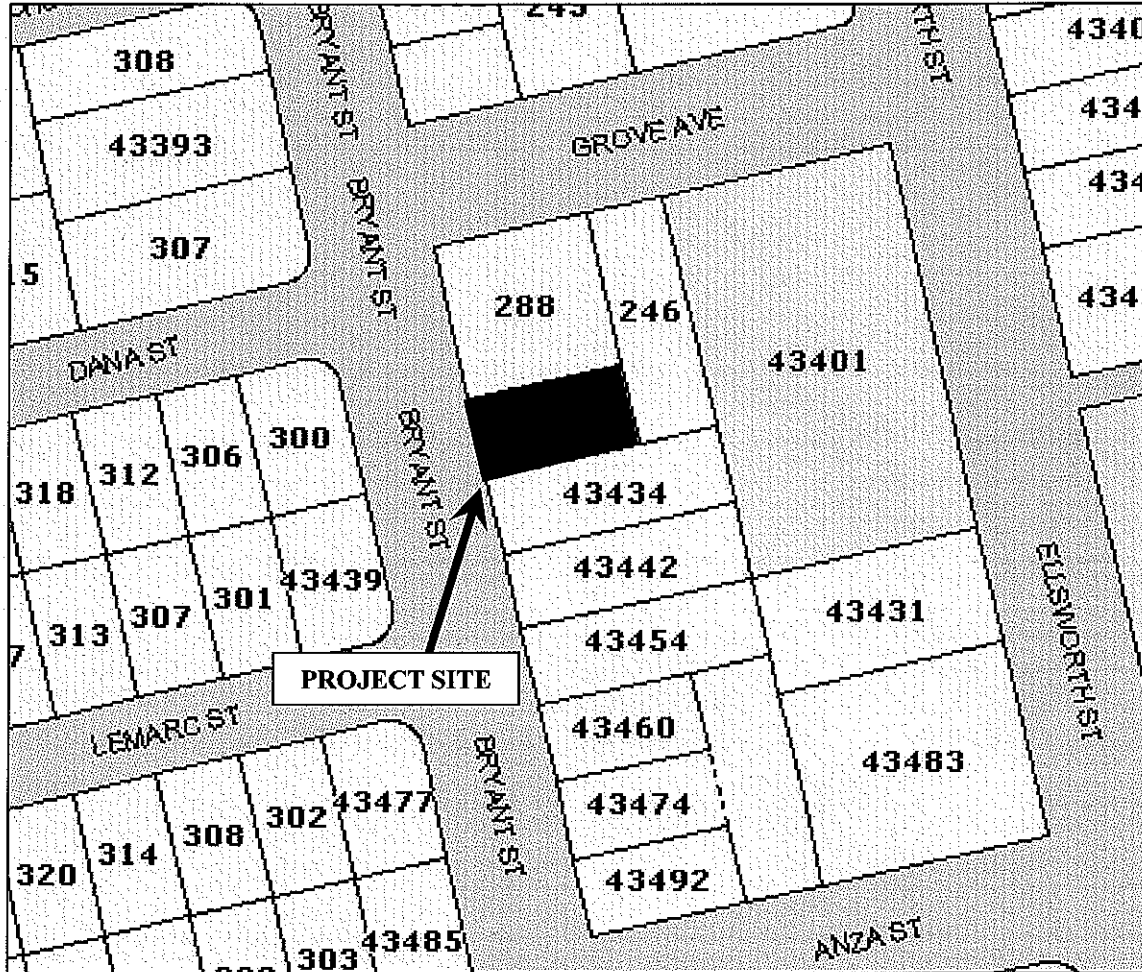 308
43393
307
BRYANT ST
GROVE AVE
BRYANT ST
DANA ST
288
246
43401
BRYANT ST
318
312
306
300
313
307
301
43439
43434
43442
43454
43431
ELLSWORTH ST
PROJECT SITE
LEMARC ST
BRYANT ST
43460
43474
43492
43483
320
314
308
302
43477
303
43485
ANZA ST